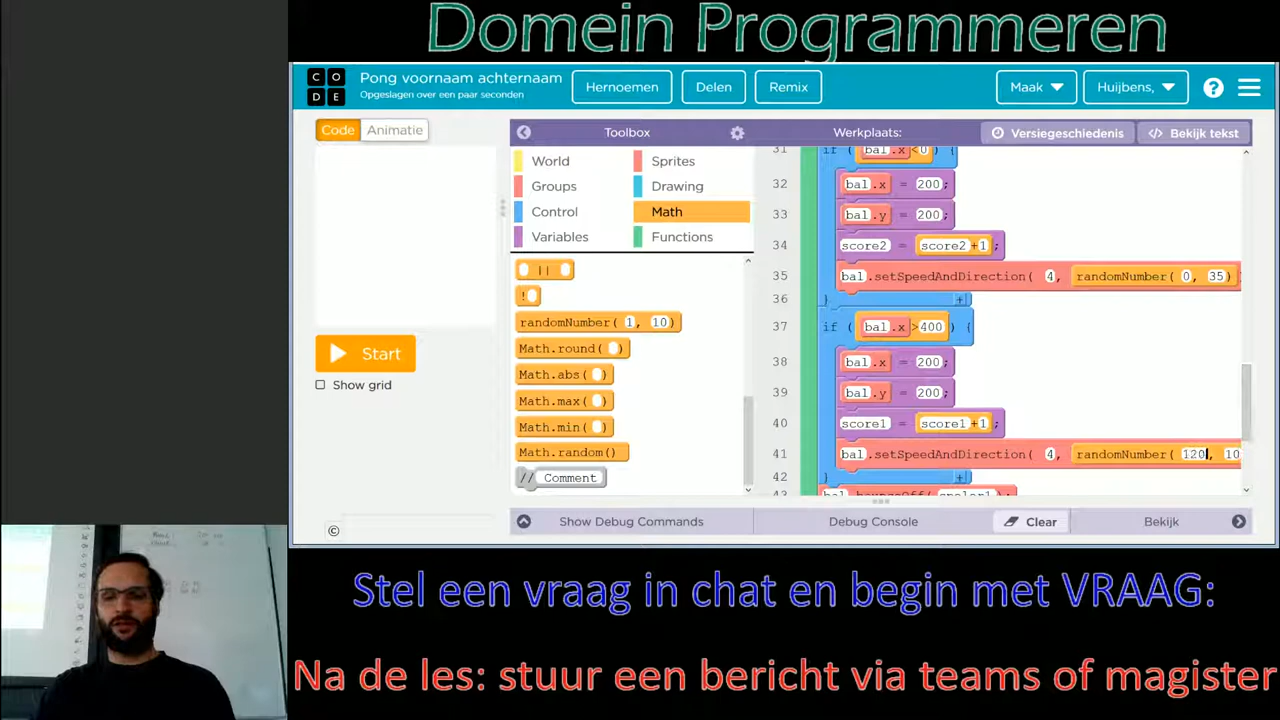 Domein Programmeren
C O
D E
Pong voornaam achternaam
Opgeslagen over een paar seconden
Hernoemen
Delen
Remix
Maak
Huijbens,
?
Code
Animatie
Toolbox
Werkplaats:
Versiegeschiedenis
</> Bekijk tekst
World
Sprites
Groups
Drawing
Control
Math
Variables
Functions
||
!
randomNumber( 1, 10)
Math.round( )
Math.abs( )
Math.max( )
Math.min( )
Math.random()
// Comment
Start
Show grid
©
31 if ( bal.x <0 ) {
32 bal.x = 200;
33 bal.y = 200;
34 score2 = score2 +1 ;
35 bal.setSpeedAndDirection( 4, randomNumber( 0, 35)
36 } +
37 if ( bal.x >400 ) {
38 bal.x = 200;
39 bal.y = 200;
40 score1 = score1 +1 ;
41 bal.setSpeedAndDirection( 4, randomNumber( 120, 10
42 } +
43
Show Debug Commands
Debug Console
Clear
Bekijk
Stel een vraag in chat en begin met VRAAG:
Na de les: stuur een bericht via teams of magister